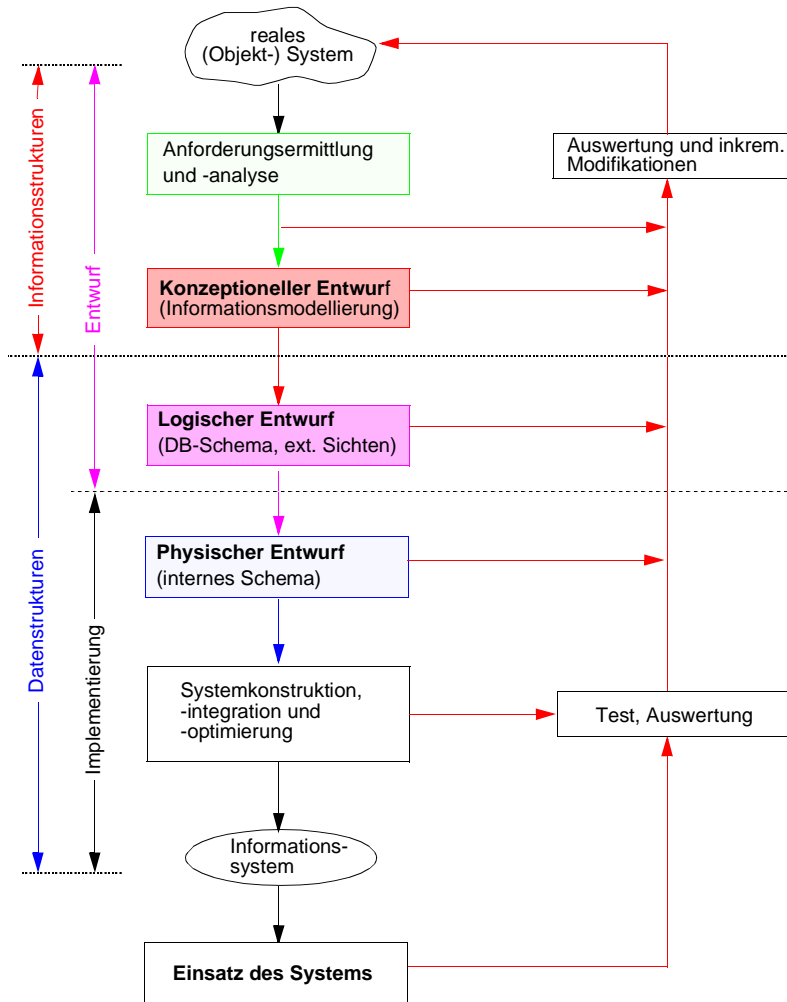 reales
(Objekt-) System
Anforderungsermittlung
und -analyse
Auswertung und inkrem.
Modifikationen
Informationsstrukturen
Entwurf
Konzeptioneller Entwurf
(Informationsmodellierung)
Logischer Entwurf
(DB-Schema, ext. Sichten)
Physischer Entwurf
(internes Schema)
Datenstrukturen
Implementierung
Systemkonstruktion,
-integration und
-optimierung
Test, Auswertung
Informations-
system
Einsatz des Systems